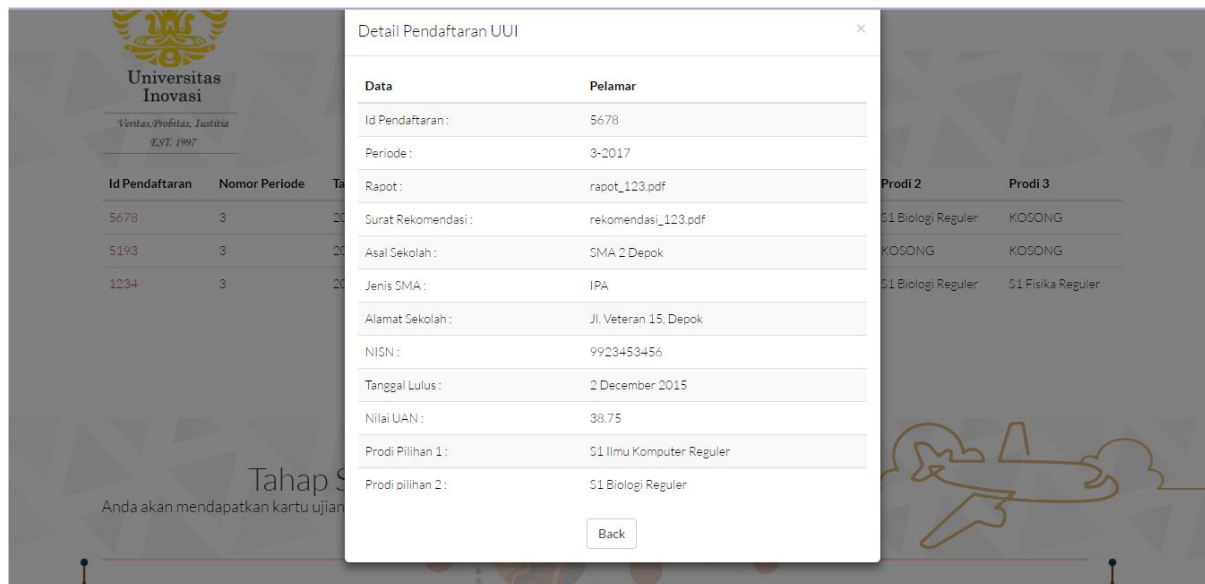 Universitas
Inovasi
Veritas,Probitas, Iustitia
EST. 1997
Id Pendaftaran Nomor Periode Prodi 2 Prodi 3
5678 3 S1 Biologi Reguler KOSONG
5193 3 KOSONG KOSONG
1234 3 S1 Biologi Reguler S1 Fisika Reguler
Tahap
Anda akan mendapatkan kartu ujian
Detail Pendaftaran UUI ×
Data Pelamar
Id Pendaftaran : 5678
Periode : 3-2017
Rapot : rapot_123.pdf
Surat Rekomendasi : rekomendasi_123.pdf
Asal Sekolah : SMA 2 Depok
Jenis SMA : IPA
Alamat Sekolah : Jl. Veteran 15, Depok
NISN : 9923453456
Tanggal Lulus : 2 December 2015
Nilai UAN : 38.75
Prodi Pilihan 1 : S1 Ilmu Komputer Reguler
Prodi pilihan 2 : S1 Biologi Reguler
Back